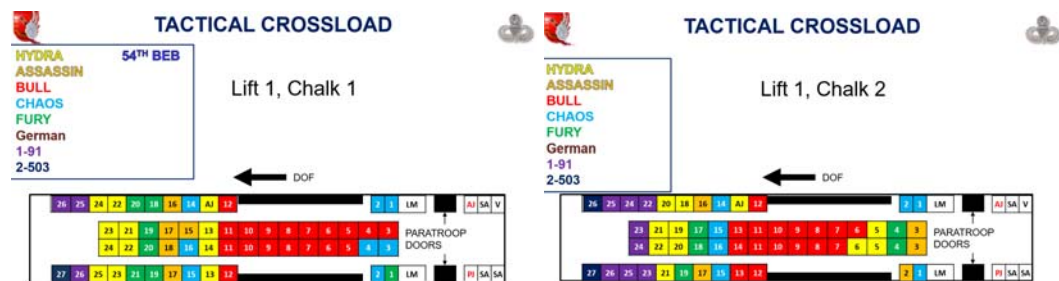 TACTICAL CROSSLOAD
HYDRA 54TH BEB
ASSASSIN
BULL
CHAOS
FURY
German
1-91
2-503
Lift 1, Chalk 1
DOF
26 25 24 22 20 18 16 14 AJ 12 2 1 LM AJ SA V
23 21 19 17 15 13 11 10 9 8 7 6 5 4 3
24 22 20 18 16 14 11 10 9 8 7 6 5 4 3
PARATROOP
DOORS
27 26 25 23 21 19 17 15 13 12 2 1 LM PJ SA SA
TACTICAL CROSSLOAD
HYDRA
ASSASSIN
BULL
CHAOS
FURY
German
1-91
2-503
Lift 1, Chalk 2
DOF
26 25 24 22 20 18 16 14 AJ 12 2 1 LM AJ SA V
23 21 19 17 15 13 11 10 9 8 7 6 5 4 3
24 22 20 18 16 14 11 10 9 8 7 6 5 4 3
PARATROOP
DOORS
27 26 25 23 21 19 17 15 13 12 2 1 LM PJ SA SA